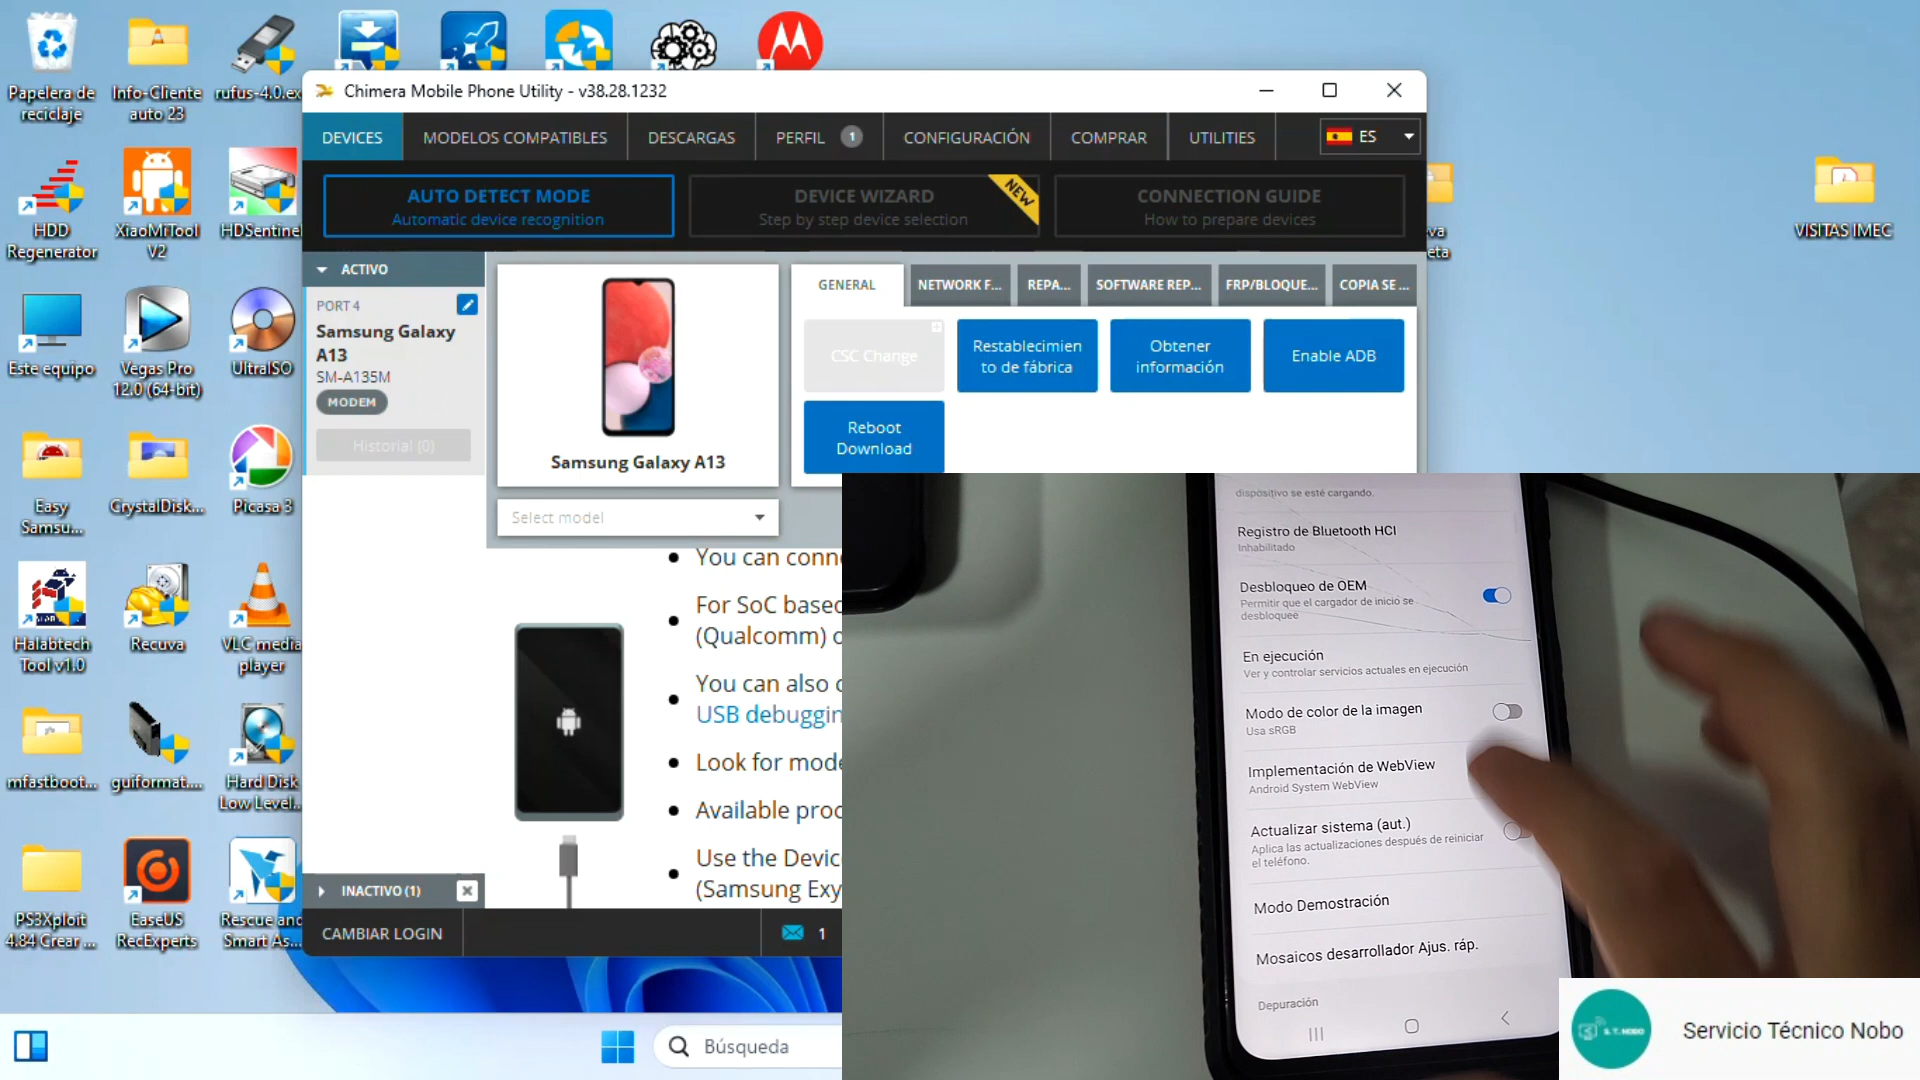 Papelera de
reciclaje
Info-Cliente
auto 23
rufus-4.0.ex
HDD
Regenerator
XiaoMiTool
V2
HDSentinel
Este equipo
Vegas Pro
12.0 (64-bit)
UltraISO
Easy
Samsu...
CrystalDisk...
Picasa 3
Halabtech
Tool v1.0
Recuva
VLC media
player
mfastboot...
guiformat....
Hard Disk
Low Level...
PS3Xploit
4.84 Crear ...
EaseUS
RecExperts
Rescue and
Smart As...
VISITAS IMEC
Chimera Mobile Phone Utility - v38.28.1232
DEVICES
MODELOS COMPATIBLES
DESCARGAS
PERFIL 1
CONFIGURACIÓN
COMPRAR
UTILITIES
ES
AUTO DETECT MODE
Automatic device recognition
DEVICE WIZARD
Step by step device selection
NEW
CONNECTION GUIDE
How to prepare devices
ACTIVO
PORT 4
Samsung Galaxy
A13
SM-A135M
MODEM
Historial (0)
Samsung Galaxy A13
Select model
GENERAL
NETWORK F...
REPA...
SOFTWARE REP...
FRP/BLOQUE...
COPIA SE ...
CSC Change
Restablecimien
to de fábrica
Obtener
información
Enable ADB
Reboot
Download
You can conn
For SoC based
(Qualcomm) o
You can also c
USB debuggin
Look for mode
Available proc
Use the Devic
(Samsung Exy
INACTIVO (1)
CAMBIAR LOGIN
1
Búsqueda
dispositivo se esté cargando.
Registro de Bluetooth HCI
Inhabilitado
Desbloqueo de OEM
Permitir que el cargador de inicio se
desbloquee
En ejecución
Ver y controlar servicios actuales en ejecución
Modo de color de la imagen
Usa sRGB
Implementación de WebView
Android System WebView
Actualizar sistema (aut.)
Aplica las actualizaciones después de reiniciar
el teléfono.
Modo Demostración
Mosaicos desarrollador Ajus. ráp.
Depuración
S. T. NOBO
Servicio Técnico Nobo